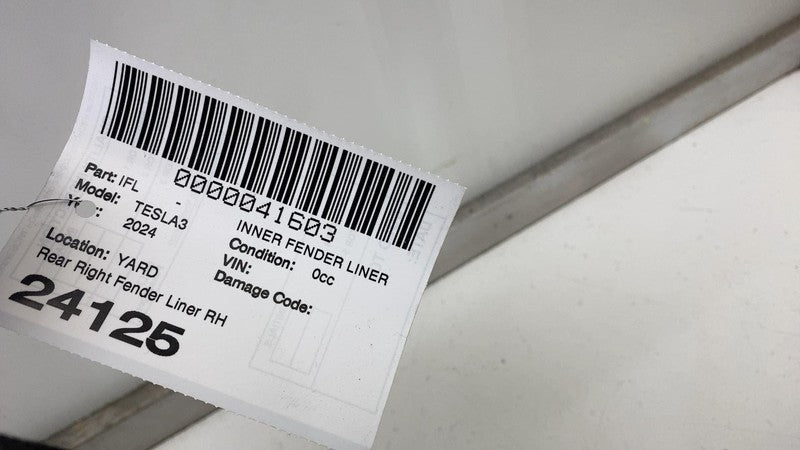 0000041603
Part: IFL - INNER FENDER LINER
Model: TESLA3 Condition: 0cc
2024 VIN:
Damage Code:
Location: YARD
Rear Right Fender Liner RH
24125